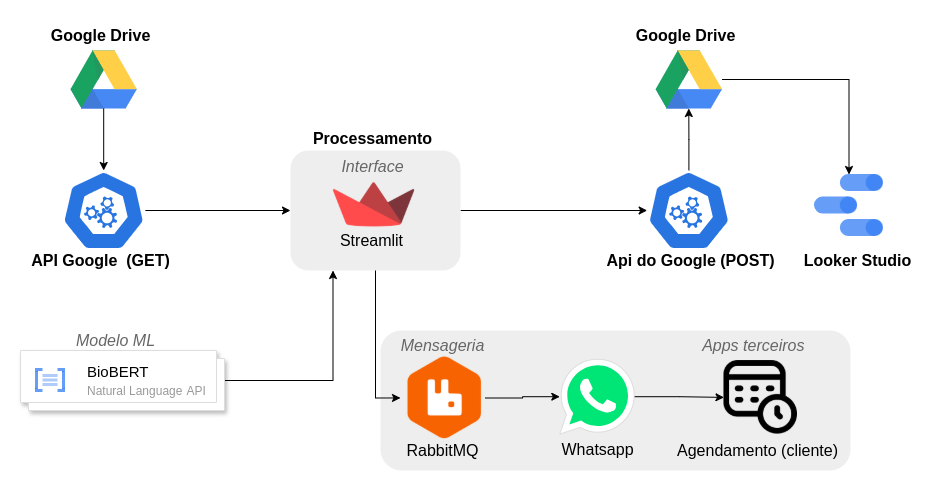 Google Drive
Google Drive
Processamento
Interface
Streamlit
API Google  (GET)
Api do Google (POST)
Looker Studio
Modelo ML
BioBERT
Natural Language API
Mensageria
Apps terceiros
RabbitMQ
Whatsapp
Agendamento (cliente)